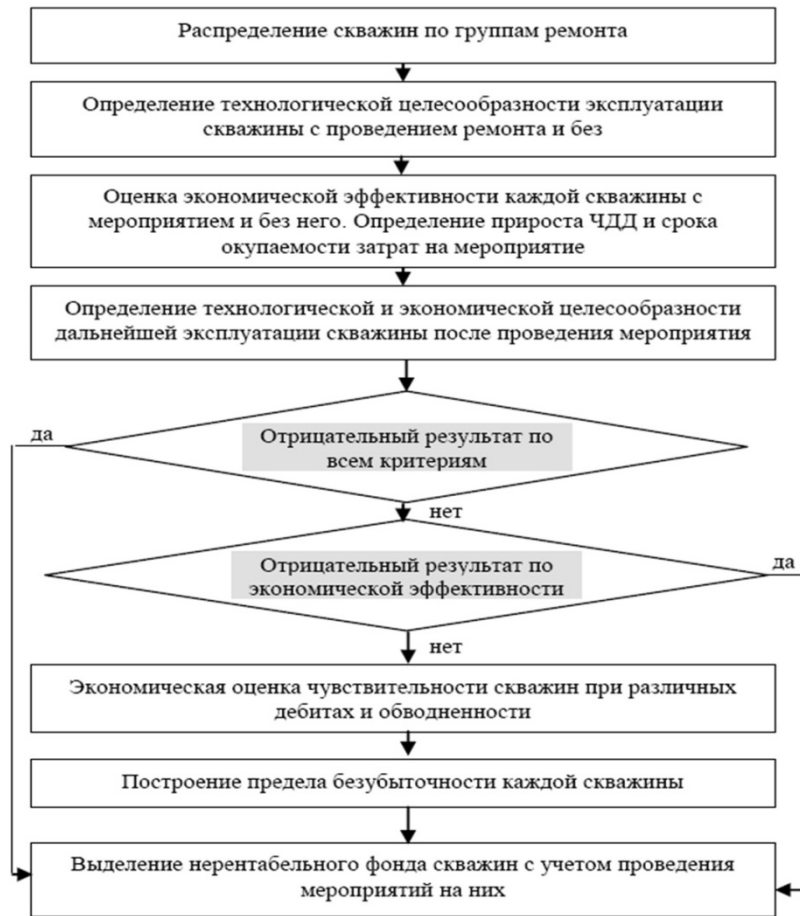 Распределение скважин по группам ремонта
Определение технологической целесообразности эксплуатации
скважины с проведением ремонта и без
Оценка экономической эффективности каждой скважины с
мероприятием и без него. Определение прироста ЧДД и срока
окупаемости затрат на мероприятие
Определение технологической и экономической целесообразности
дальнейшей эксплуатации скважины после проведения мероприятия
да
Отрицательный результат по
всем критериям
нет
Отрицательный результат по
экономической эффективности
да
нет
Экономическая оценка чувствительности скважин при различных
дебитах и обводненности
Построение предела безубыточности каждой скважины
Выделение нерентабельного фонда скважин с учетом проведения
мероприятий на них